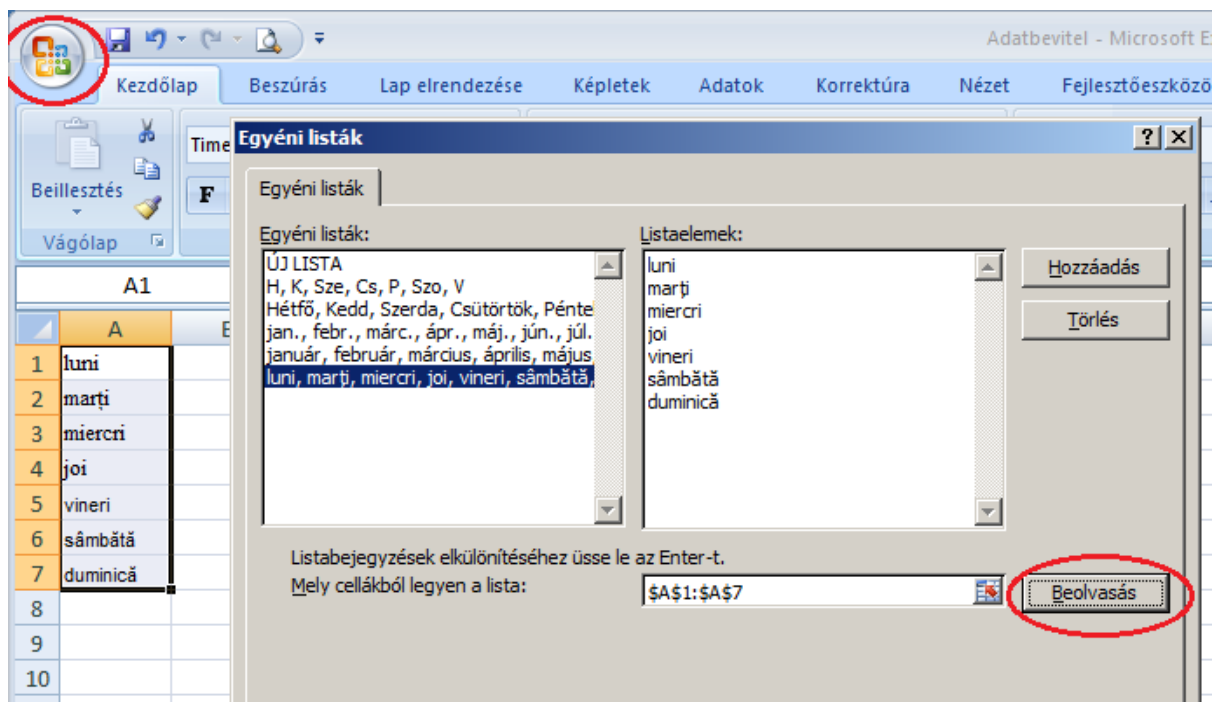 Adatbevitel - Microsoft E
Kezdőlap Beszúrás Lap elrendezése Képletek Adatok Korrektúra Nézet Fejlesztőeszközö
Beillesztés
Vágólap
Time
F
A1
A
1 luni
2 marți
3 miercri
4 joi
5 vineri
6 sâmbătă
7 duminică
8
9
10
Egyéni listák
Egyéni listák
Egyéni listák:
ÚJ LISTA
H, K, Sze, Cs, P, Szo, V
Hétfő, Kedd, Szerda, Csütörtök, Pénte
jan., febr., márc., ápr., máj., jún., júl.
január, február, március, április, május
luni, marți, miercri, joi, vineri, sâmbătă,
Listaelemek:
luni
marți
miercri
joi
vineri
sâmbătă
duminică
Hozzáadás
Törlés
Listabejegyzések elkülönítéséhez üsse le az Enter-t.
Mely cellákból legyen a lista: $A$1:$A$7
Beolvasás